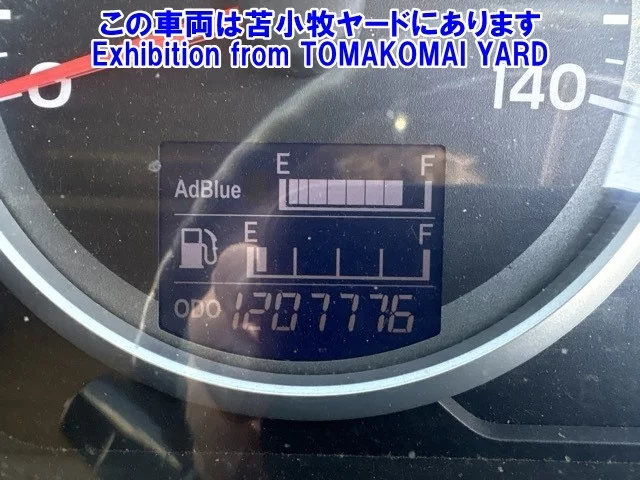 この車両は苫小牧ヤードにあります
Exhibition from TOMAKOMAI YARD
0 140
E F
AdBlue
E F
ODO 1207776